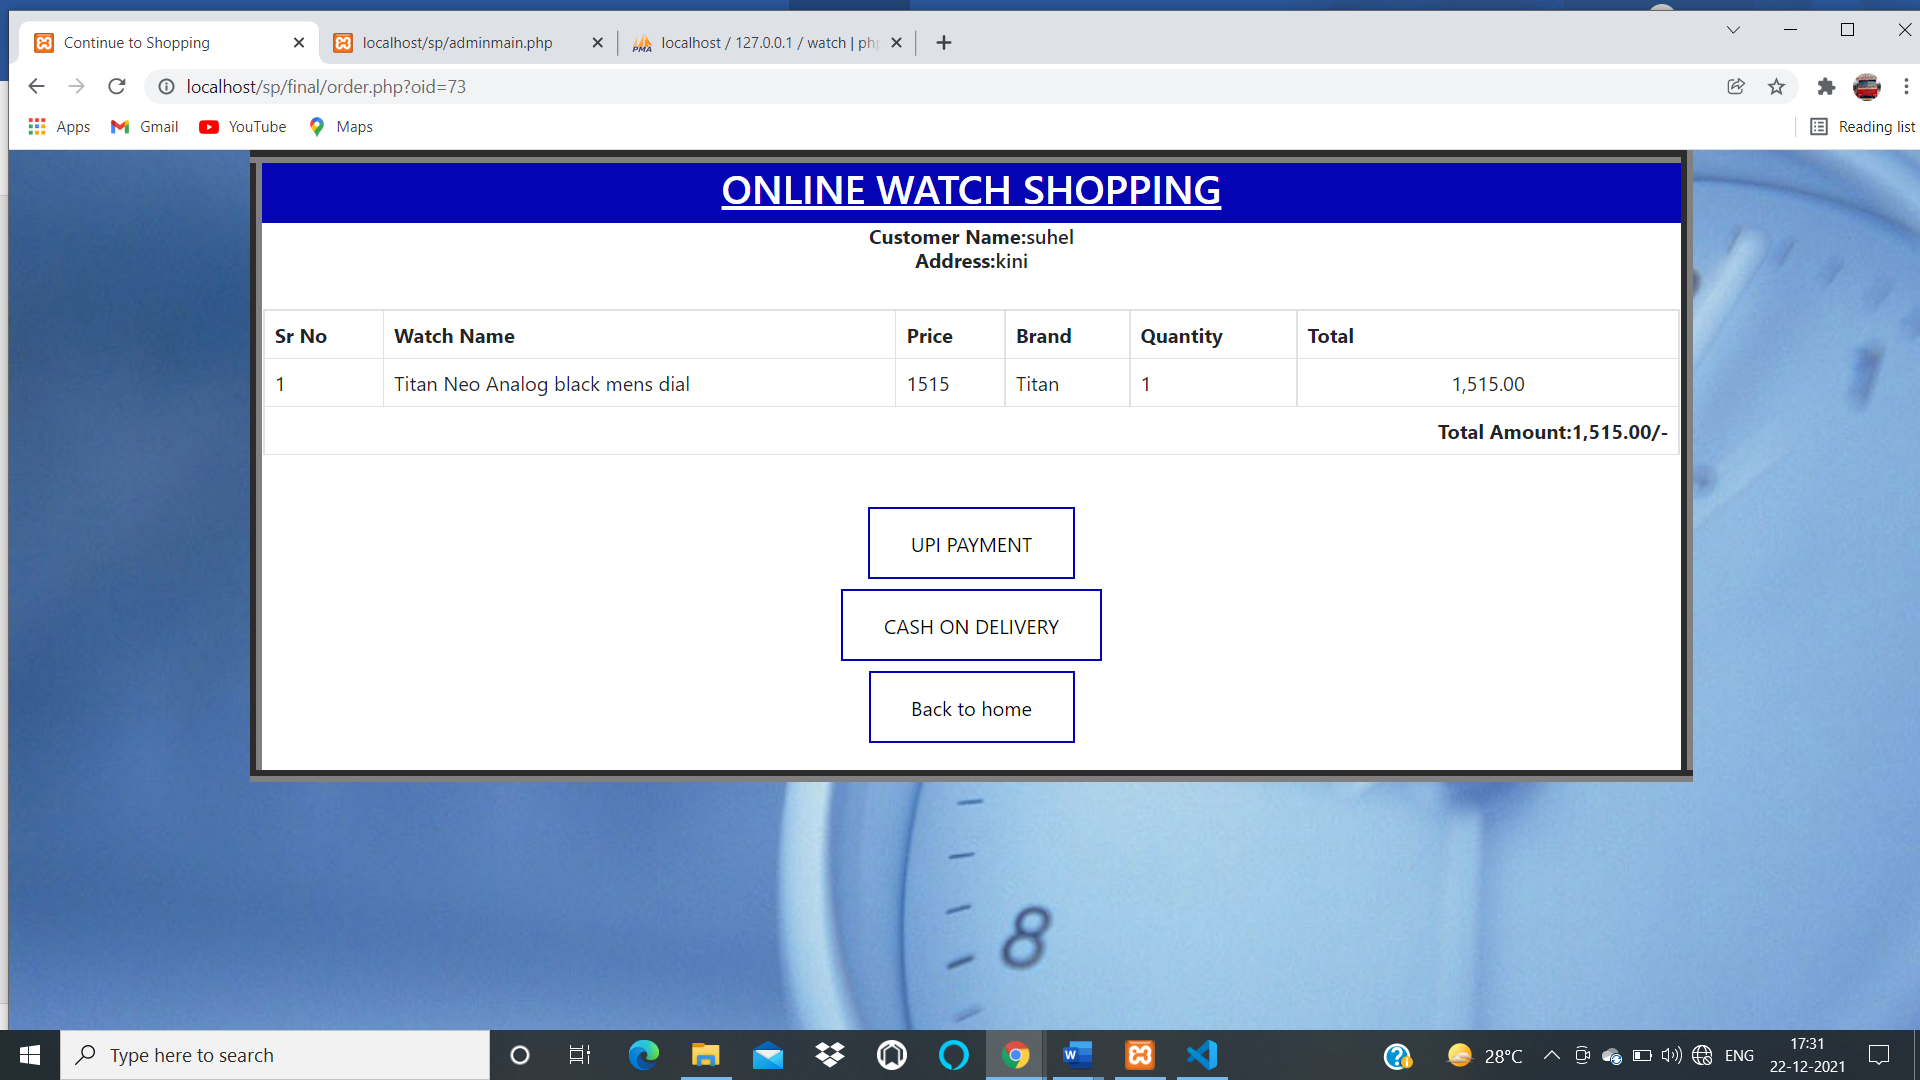 Continue to Shopping
localhost/sp/adminmain.php
localhost / 127.0.0.1 / watch | php
localhost/sp/final/order.php?oid=73
Apps
Gmail
YouTube
Maps
Reading list
ONLINE WATCH SHOPPING
Customer Name:suhel
Address:kini
Sr No Watch Name Price Brand Quantity Total
1 Titan Neo Analog black mens dial 1515 Titan 1 1,515.00
Total Amount:1,515.00/-
UPI PAYMENT
CASH ON DELIVERY
Back to home
8
Type here to search
28°C
ENG
17:31
22-12-2021